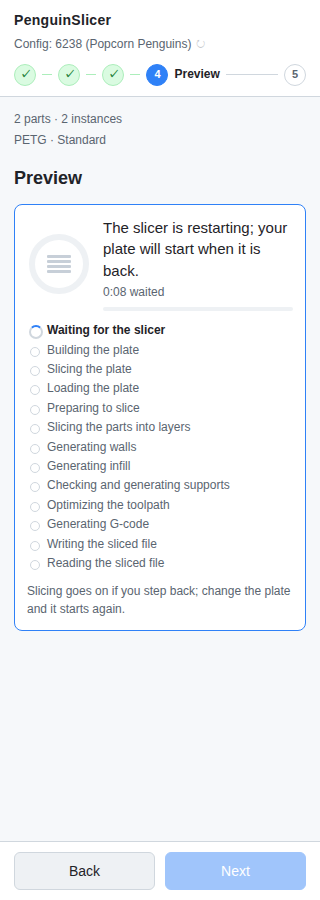 PenguinSlicer
Config: 6238 (Popcorn Penguins)
4 Preview 5
2 parts · 2 instances
PETG · Standard
Preview
The slicer is restarting; your
plate will start when it is
back.
0:08 waited
Waiting for the slicer
Building the plate
Slicing the plate
Loading the plate
Preparing to slice
Slicing the parts into layers
Generating walls
Generating infill
Checking and generating supports
Optimizing the toolpath
Generating G-code
Writing the sliced file
Reading the sliced file
Slicing goes on if you step back; change the plate
and it starts again.
Back Next